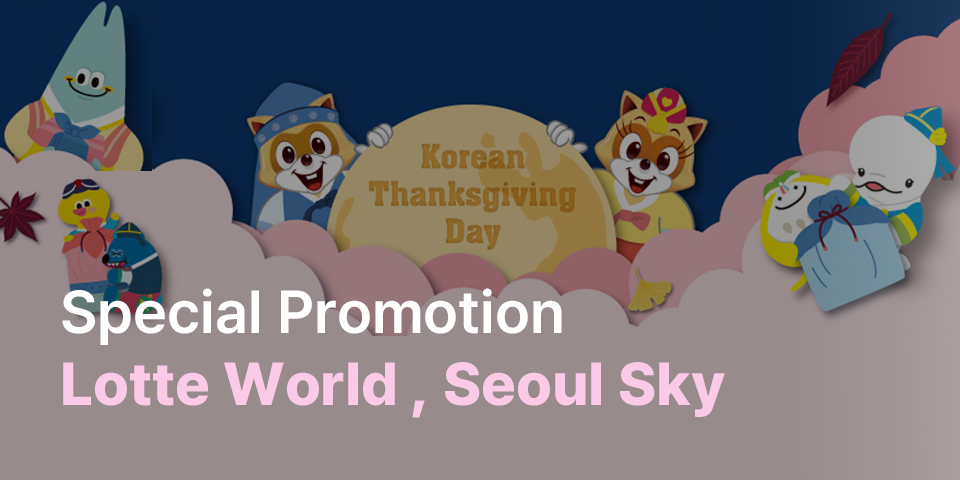 Korean
Thanksgiving
Day
Special Promotion
Lotte World , Seoul Sky